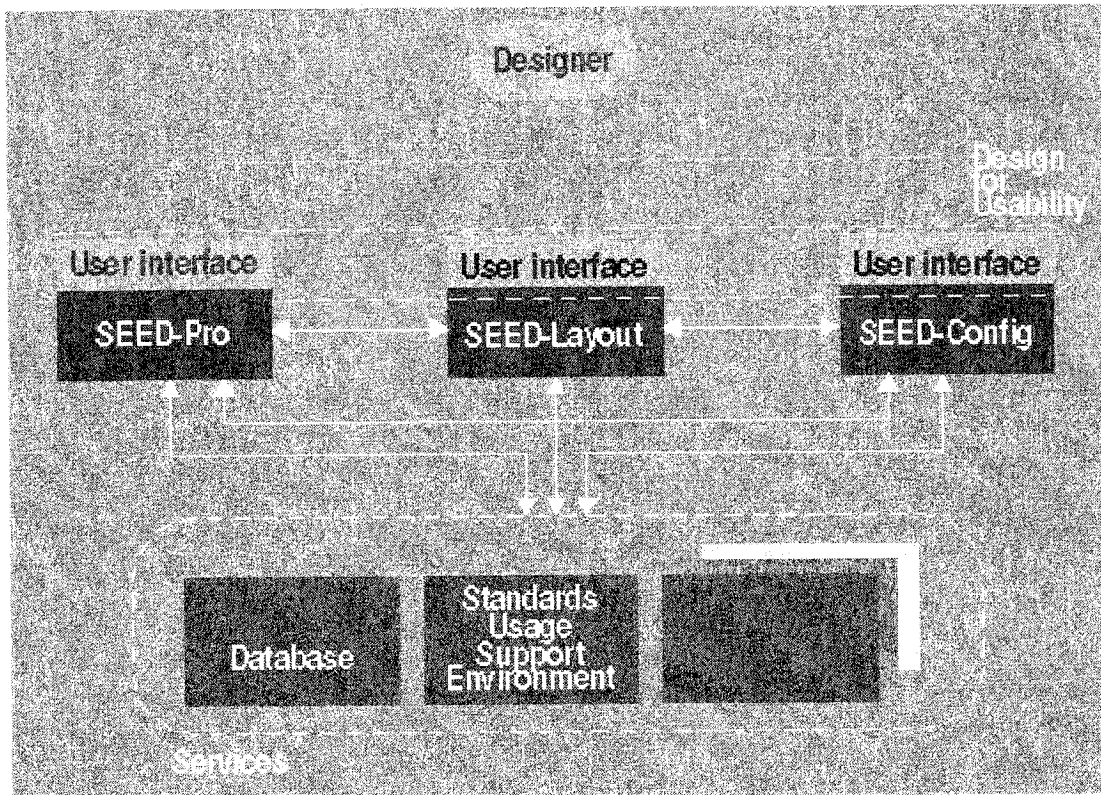 Designer
Design
for
Usability
User interface
User interface
User interface
SEED-Pro
SEED-Layout
SEED-Config
Database
Standards
Usage
Support
Environment
Services